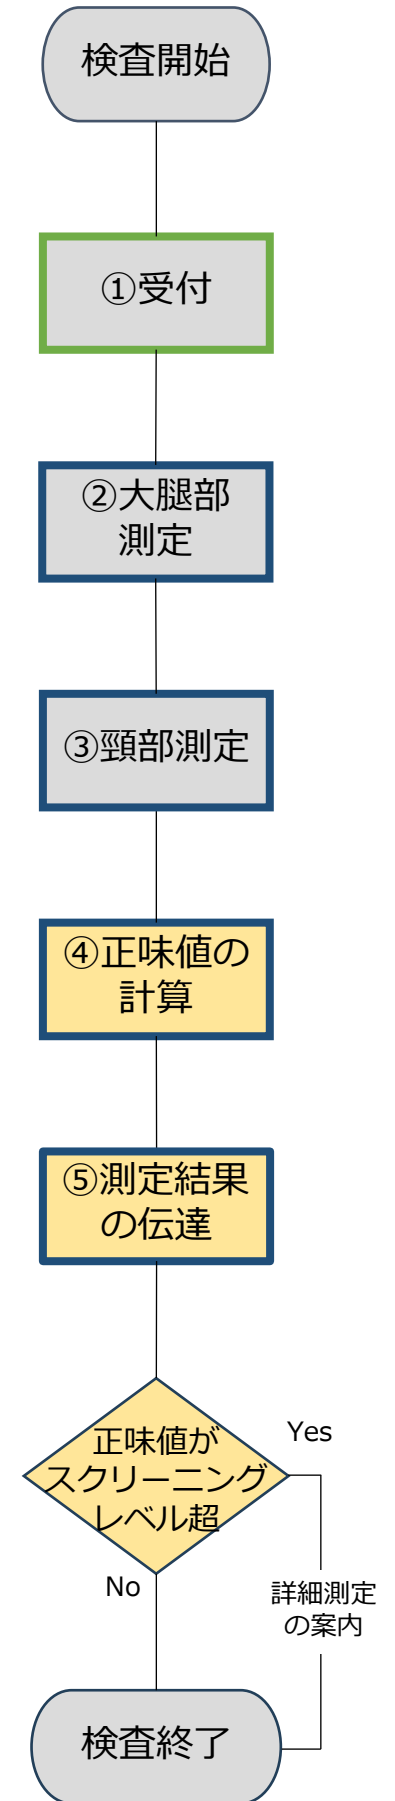 検査開始
①受付
②大腿部
測定
③頸部測定
④正味値の
計算
⑤測定結果
の伝達
正味値が
スクリーニング
レベル超
Yes
No
詳細測定
の案内
検査終了